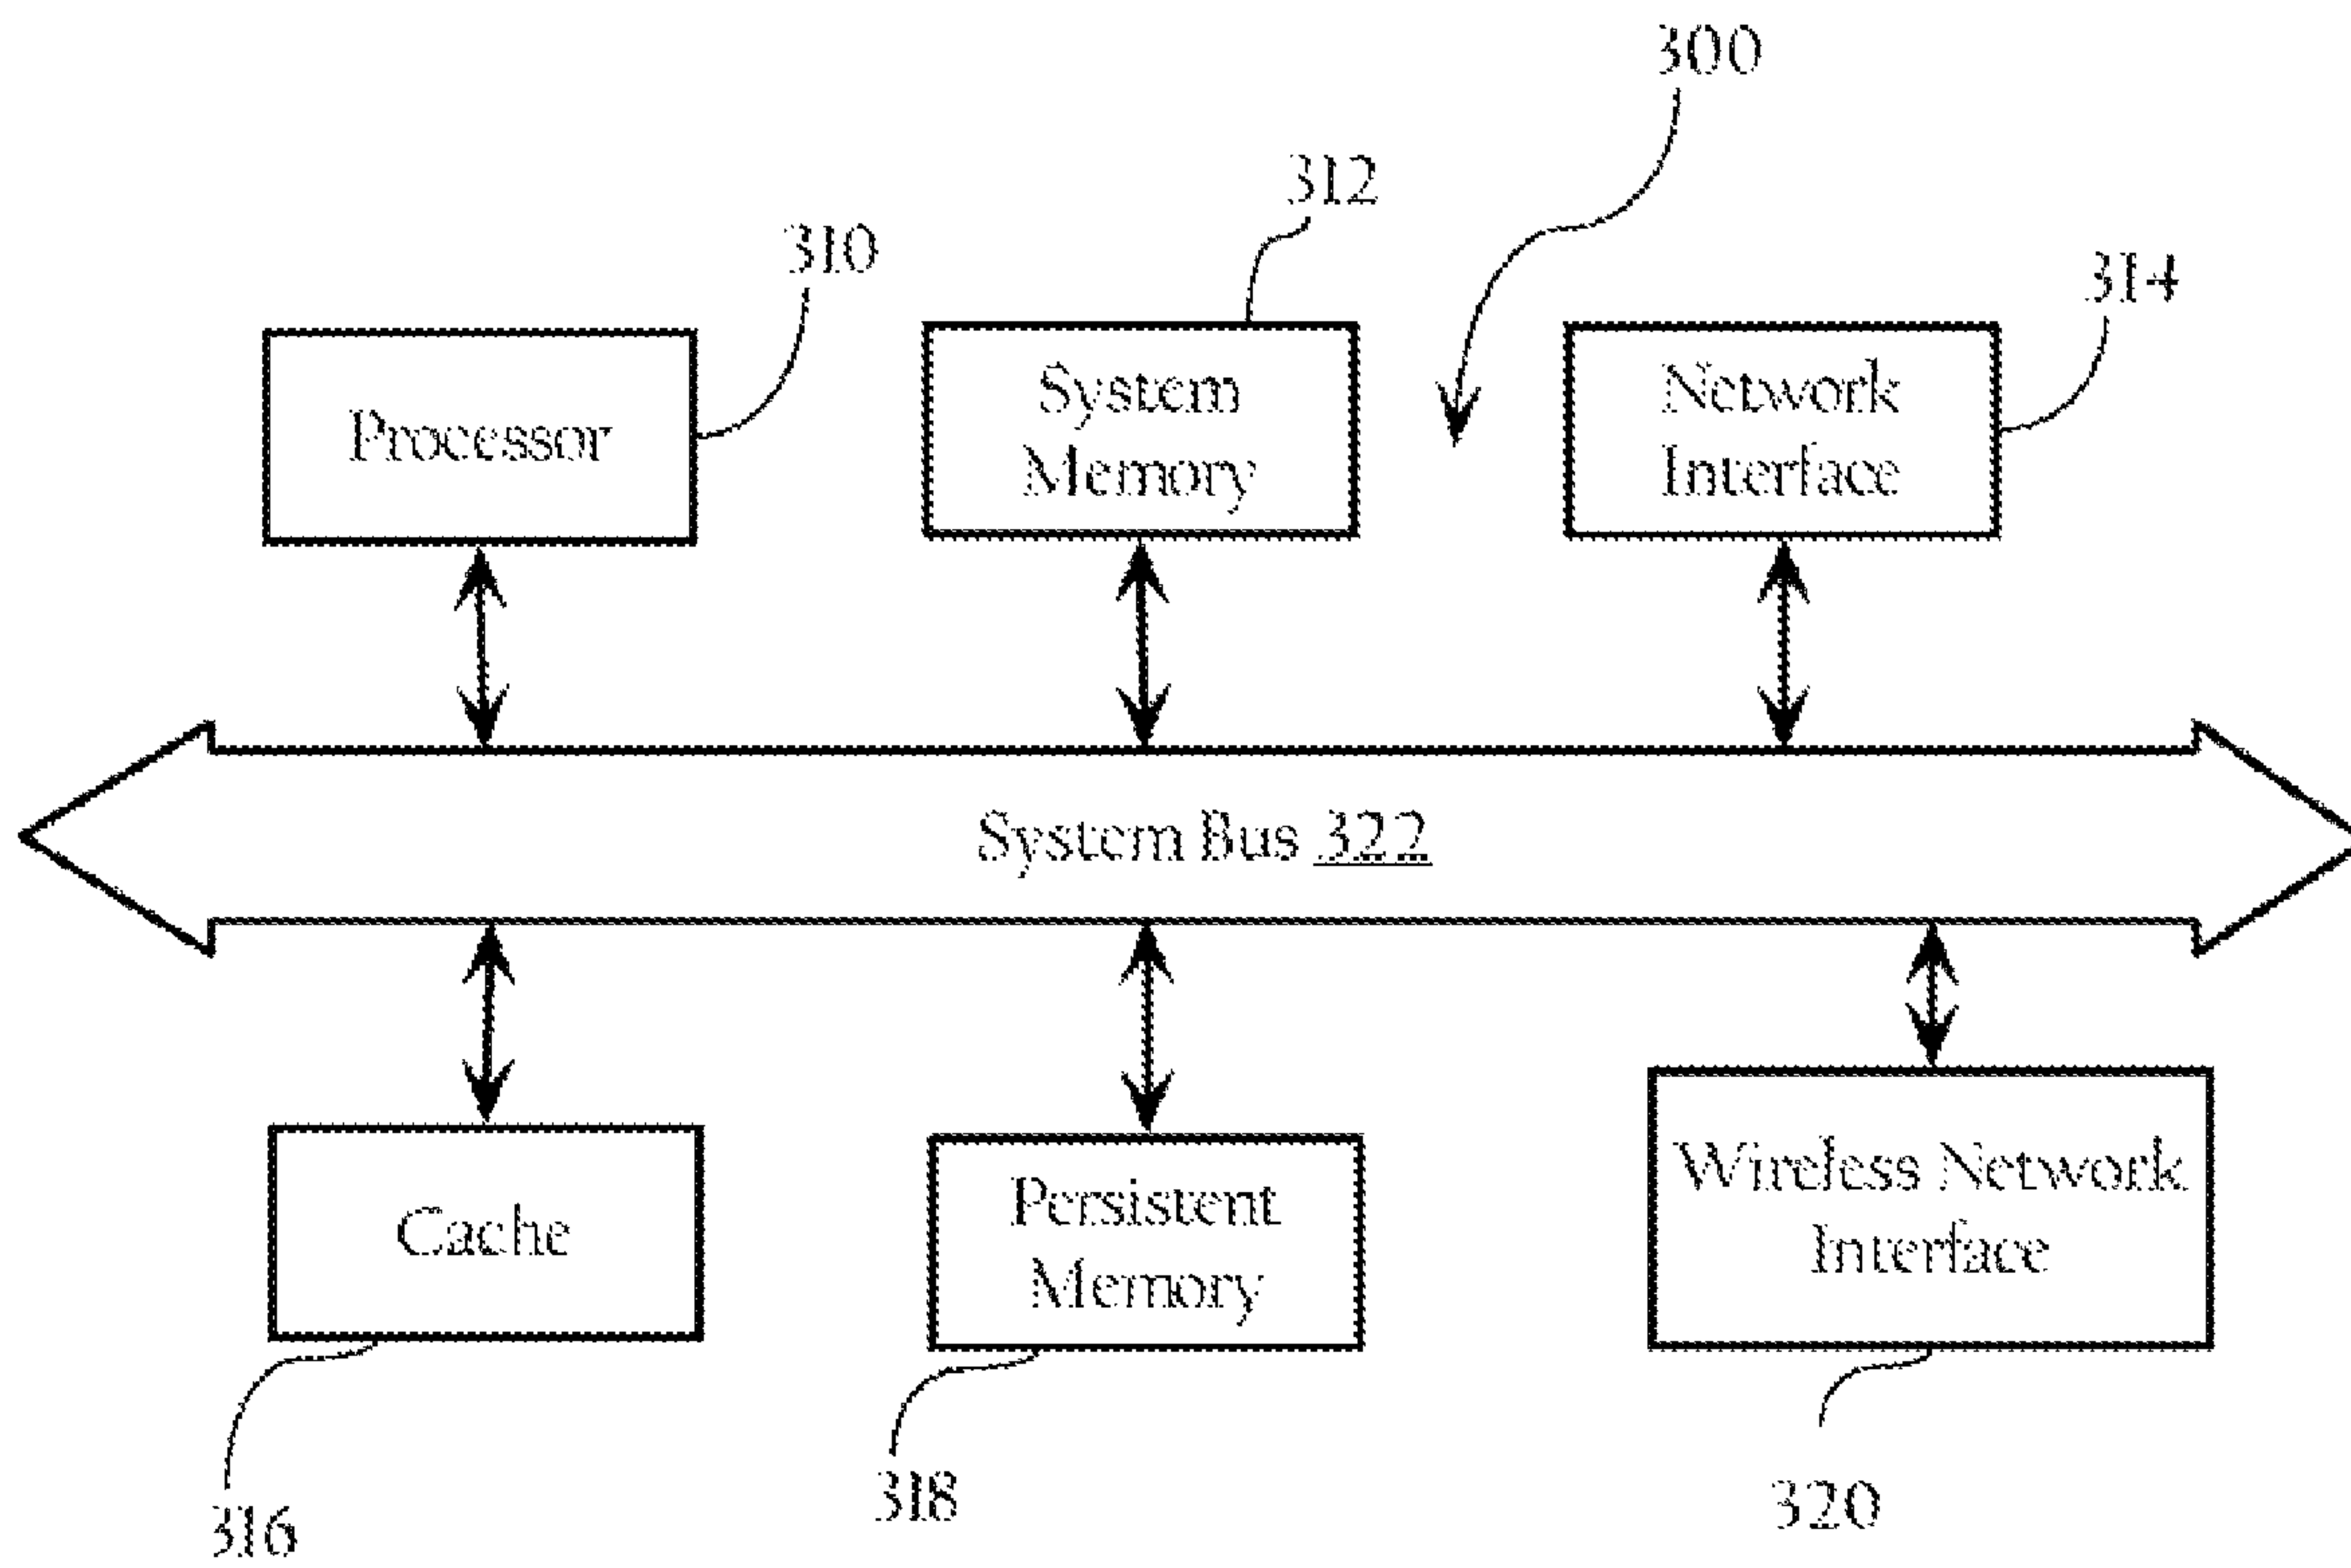 300
312
310
314
Processor
System
Memory
Network
Interface
System Bus 322
Cache
Persistent
Memory
Wireless Network
Interface
316
318
320